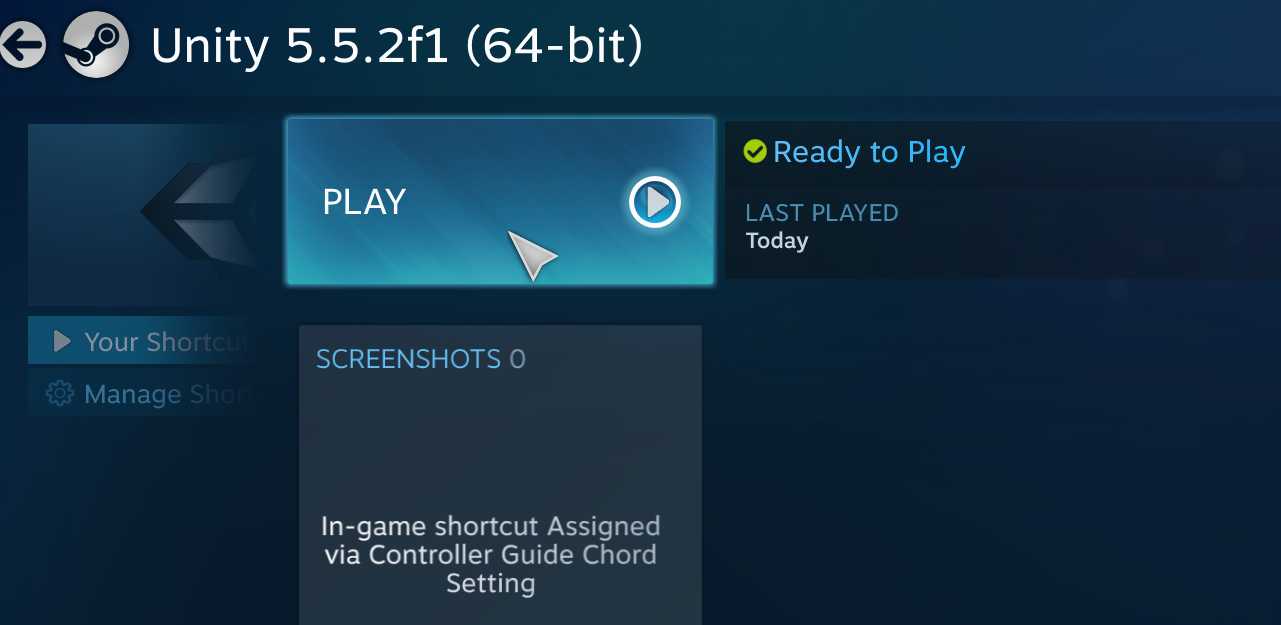 Unity 5.5.2f1 (64-bit)
PLAY
Ready to Play
LAST PLAYED
Today
Your Shortcut
Manage Shor
SCREENSHOTS 0
In-game shortcut Assigned
via Controller Guide Chord
Setting